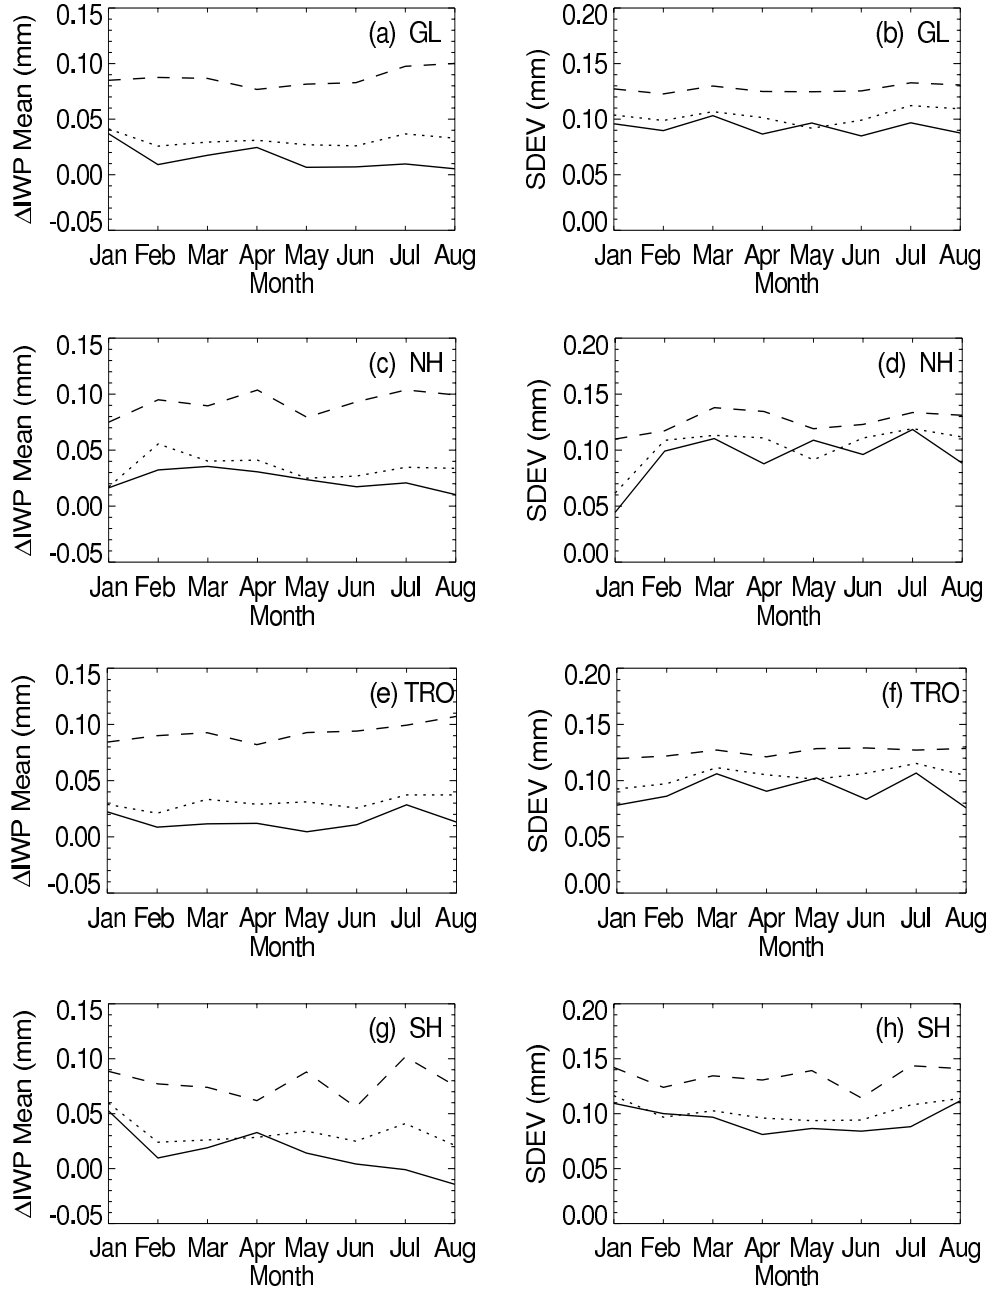 0.15
0.10
0.05
0.00
-0.05
ΔIWP Mean (mm)
(a) GL
Jan Feb Mar Apr May Jun Jul Aug
Month
0.20
0.15
0.10
0.05
0.00
SDEV (mm)
(b) GL
Jan Feb Mar Apr May Jun Jul Aug
Month
0.15
0.10
0.05
0.00
-0.05
ΔIWP Mean (mm)
(c) NH
Jan Feb Mar Apr May Jun Jul Aug
Month
0.20
0.15
0.10
0.05
0.00
SDEV (mm)
(d) NH
Jan Feb Mar Apr May Jun Jul Aug
Month
0.15
0.10
0.05
0.00
-0.05
ΔIWP Mean (mm)
(e) TRO
Jan Feb Mar Apr May Jun Jul Aug
Month
0.20
0.15
0.10
0.05
0.00
SDEV (mm)
(f) TRO
Jan Feb Mar Apr May Jun Jul Aug
Month
0.15
0.10
0.05
0.00
-0.05
ΔIWP Mean (mm)
(g) SH
Jan Feb Mar Apr May Jun Jul Aug
Month
0.20
0.15
0.10
0.05
0.00
SDEV (mm)
(h) SH
Jan Feb Mar Apr May Jun Jul Aug
Month